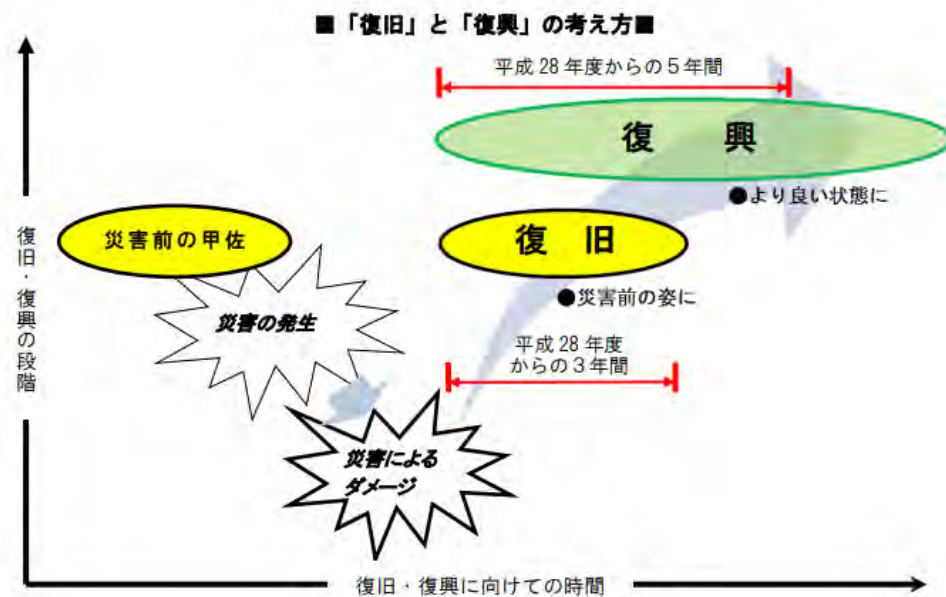 ■「復旧」と「復興」の考え方■
平成 28 年度からの５年間
復　興
●より良い状態に
災害前の甲佐
復　旧
●災害前の姿に
災害の発生
平成 28 年度
からの３年間
災害による
ダメージ
復旧・復興の段階
復旧・復興に向けての時間